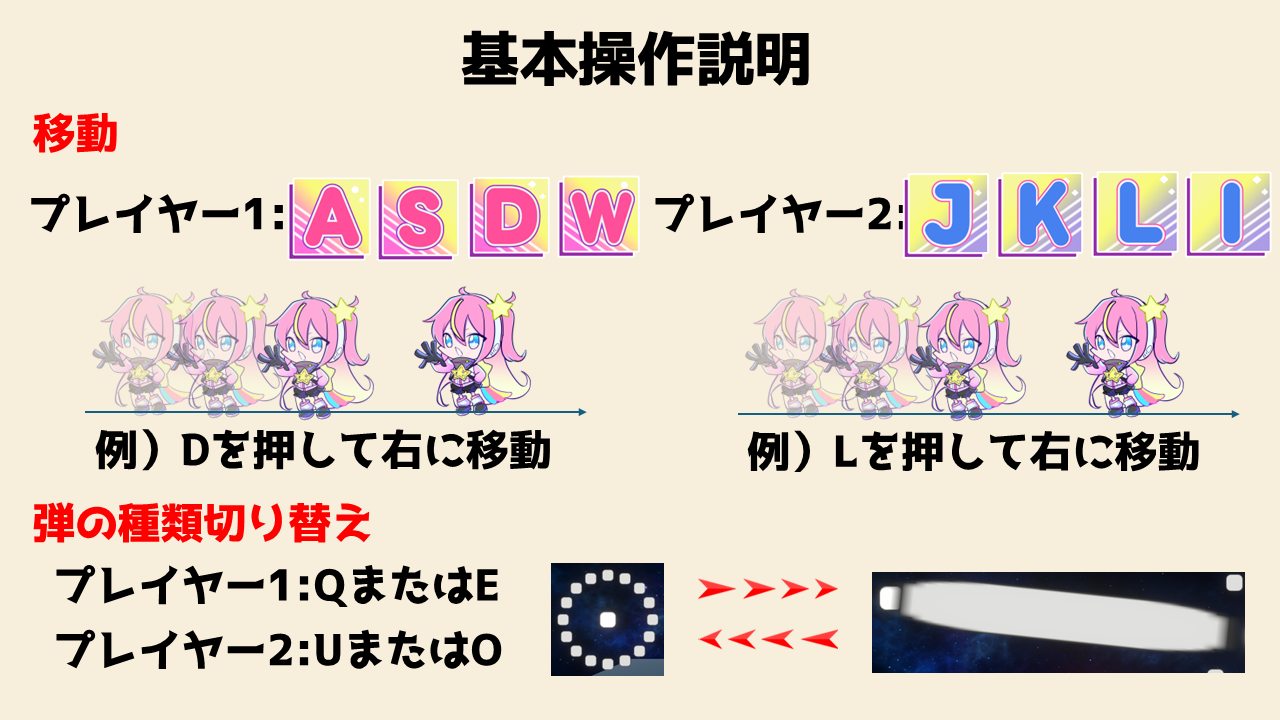 基本操作説明
移動
プレイヤー1: A S D W
プレイヤー2: J K L I
例）Dを押して右に移動
例）Lを押して右に移動
弾の種類切り替え
プレイヤー1:QまたはE
プレイヤー2:UまたはO